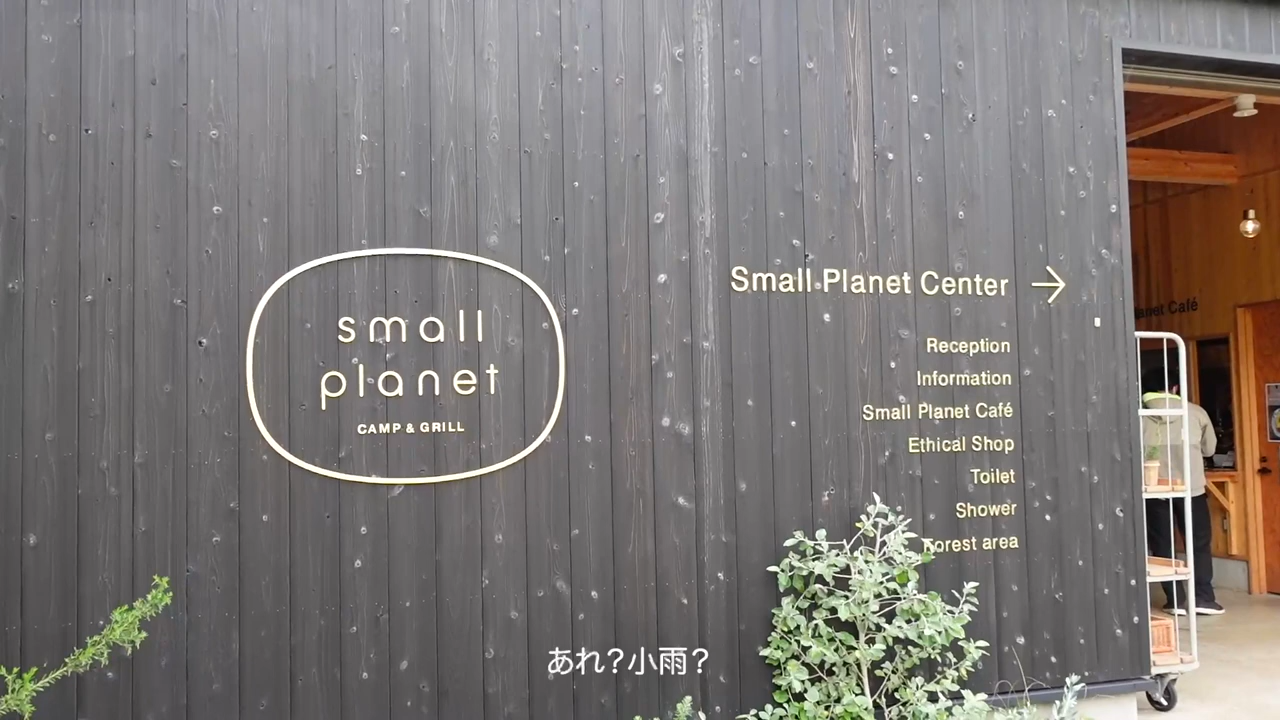 small
planet
CAMP & GRILL
Small Planet Center →
Reception
Information
Small Planet Café
Ethical Shop
Toilet
Shower
Forest area
Café
あれ？小雨？